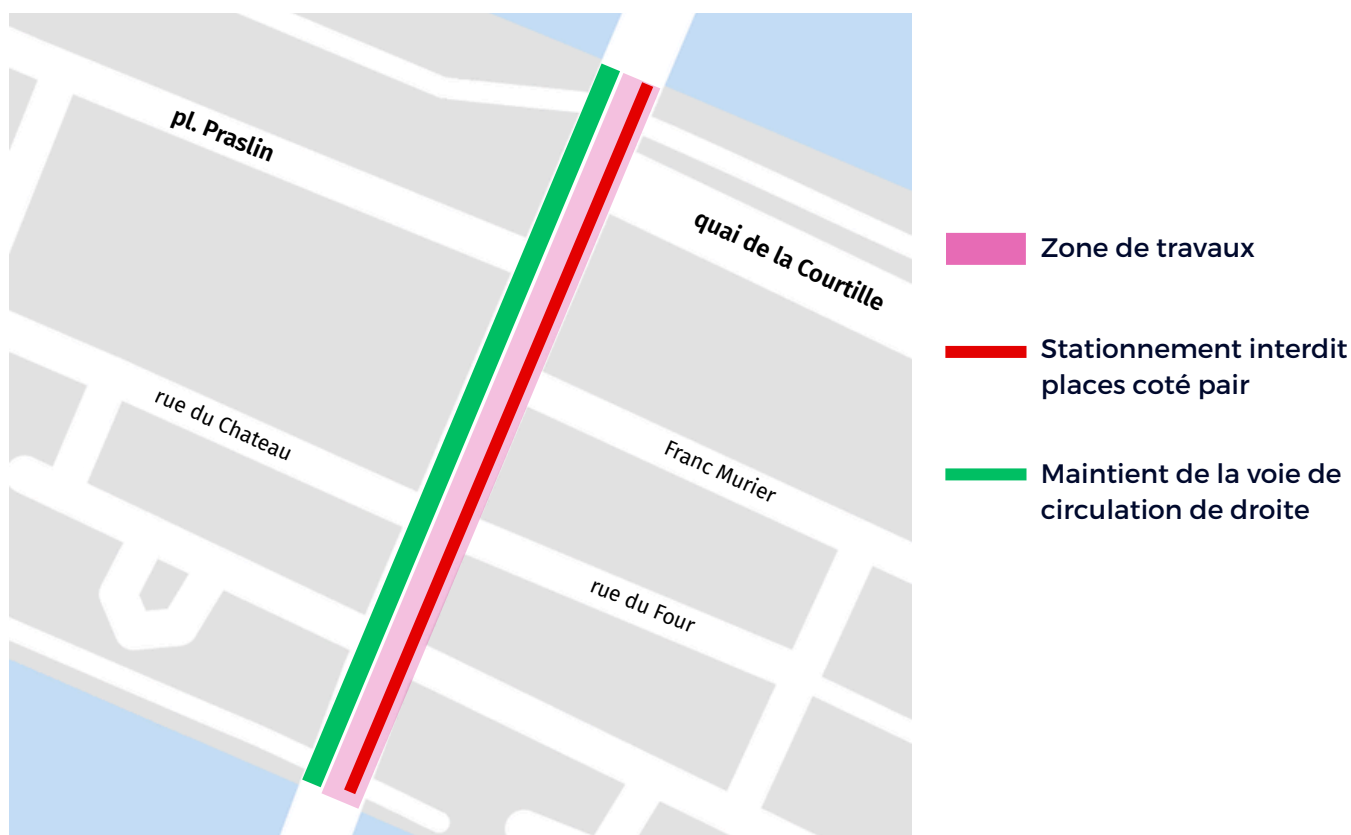 pl. Praslin
quai de la Courtille
rue du Chateau
Franc Murier
rue du Four
Zone de travaux
Stationnement interdit
places coté pair
Maintient de la voie de
circulation de droite